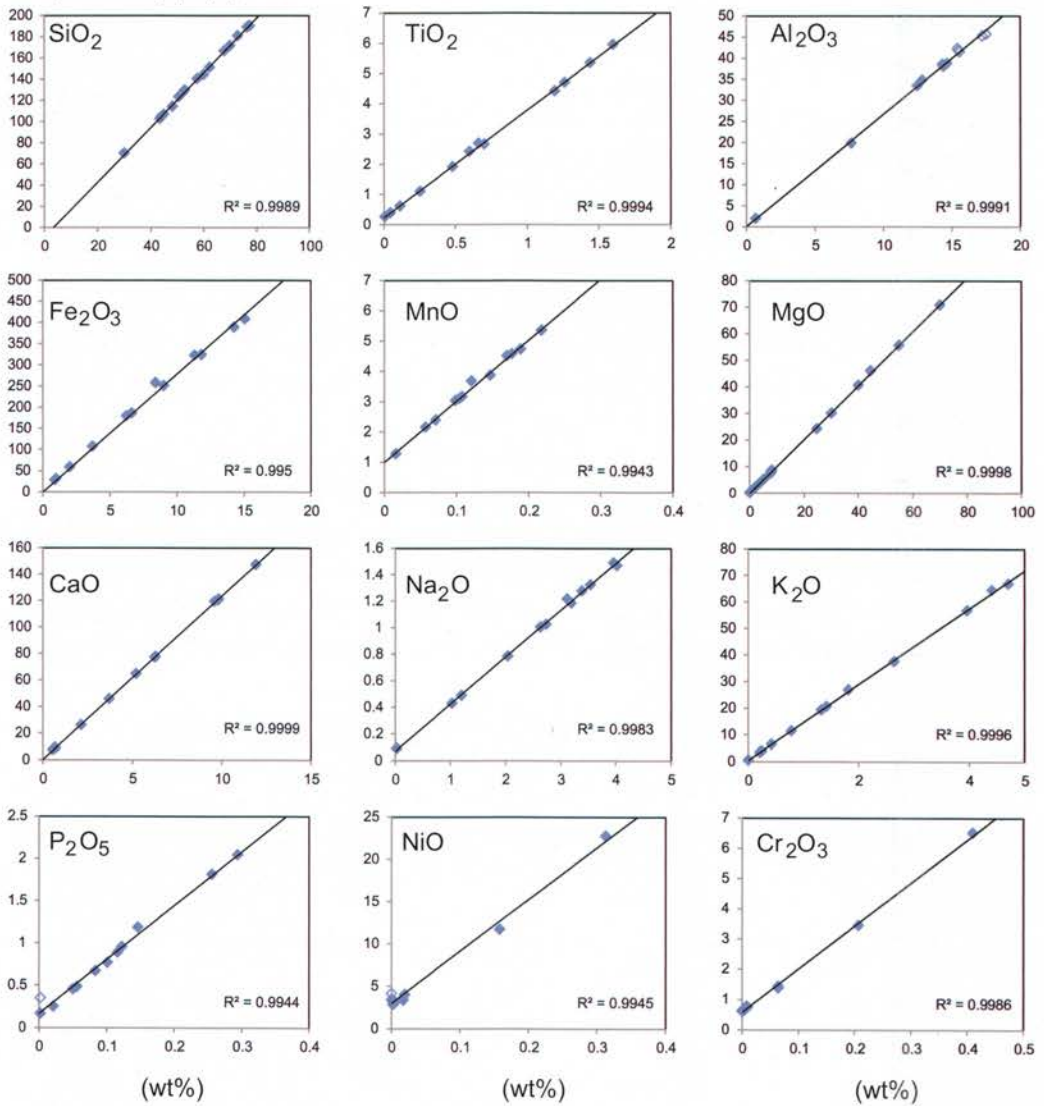 SiO2
200
180
160
140
120
100
80
60
40
20
0
0 20 40 60 80 100
R² = 0.9989
TiO2
7
6
5
4
3
2
1
0
0 0.5 1 1.5 2
R² = 0.9994
Al2O3
50
45
40
35
30
25
20
15
10
5
0
0 5 10 15 20
R² = 0.9991
Fe2O3
500
450
400
350
300
250
200
150
100
50
0
0 5 10 15 20
R² = 0.995
MnO
7
6
5
4
3
2
1
0
0 0.1 0.2 0.3 0.4
R² = 0.9943
MgO
80
70
60
50
40
30
20
10
0
0 20 40 60 80 100
R² = 0.9998
CaO
160
140
120
100
80
60
40
20
0
0 5 10 15
R² = 0.9999
Na2O
1.6
1.4
1.2
1
0.8
0.6
0.4
0.2
0
0 1 2 3 4 5
R² = 0.9983
K2O
80
70
60
50
40
30
20
10
0
0 2 4 5
R² = 0.9996
P2O5
2.5
2
1.5
1
0.5
0
0 0.1 0.2 0.3 0.4
R² = 0.9944
(wt%)
NiO
25
20
15
10
5
0
0 0.1 0.2 0.3 0.4
R² = 0.9945
(wt%)
Cr2O3
7
6
5
4
3
2
1
0
0 0.1 0.2 0.3 0.4 0.5
R² = 0.9986
(wt%)